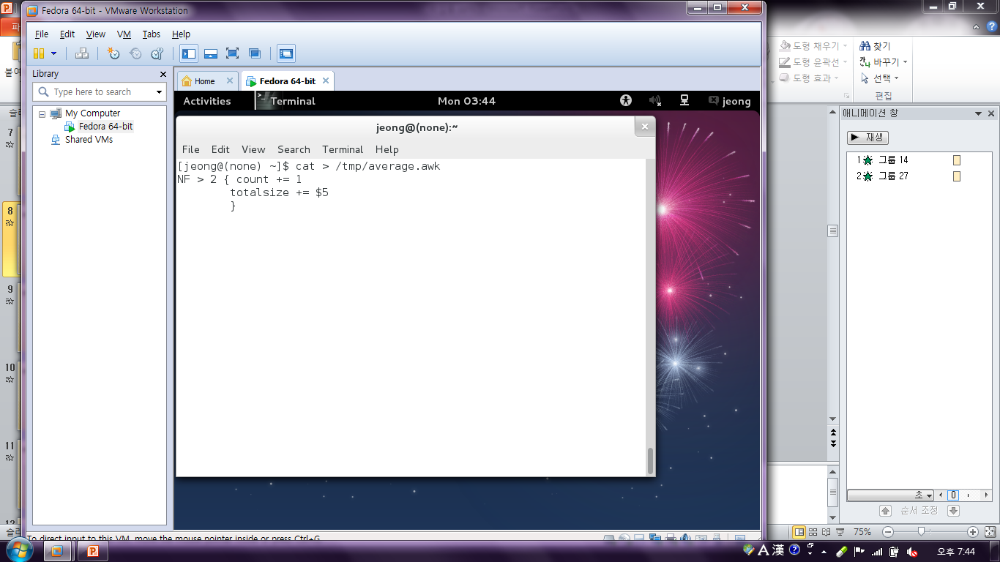 Fedora 64-bit - VMware Workstation
File Edit View VM Tabs Help
Library
Type here to search
My Computer
Fedora 64-bit
Shared VMs
Home
Fedora 64-bit
Activities
Terminal
Mon 03:44
jeong
jeong@(none):~
File Edit View Search Terminal Help
[jeong@(none) ~]$ cat > /tmp/average.awk
NF > 2 { count += 1
totalsize += $5
}
To direct input to this VM, move the mouse pointer inside or press Ctrl+G.
7
8
9
10
11
12
도형 채우기
도형 윤곽선
도형 효과
찾기
바꾸기
선택
편집
애니메이션 창
재생
1 그룹 14
2 그룹 27
초
0
순서 조정
75%
A 漢
오후 7:44